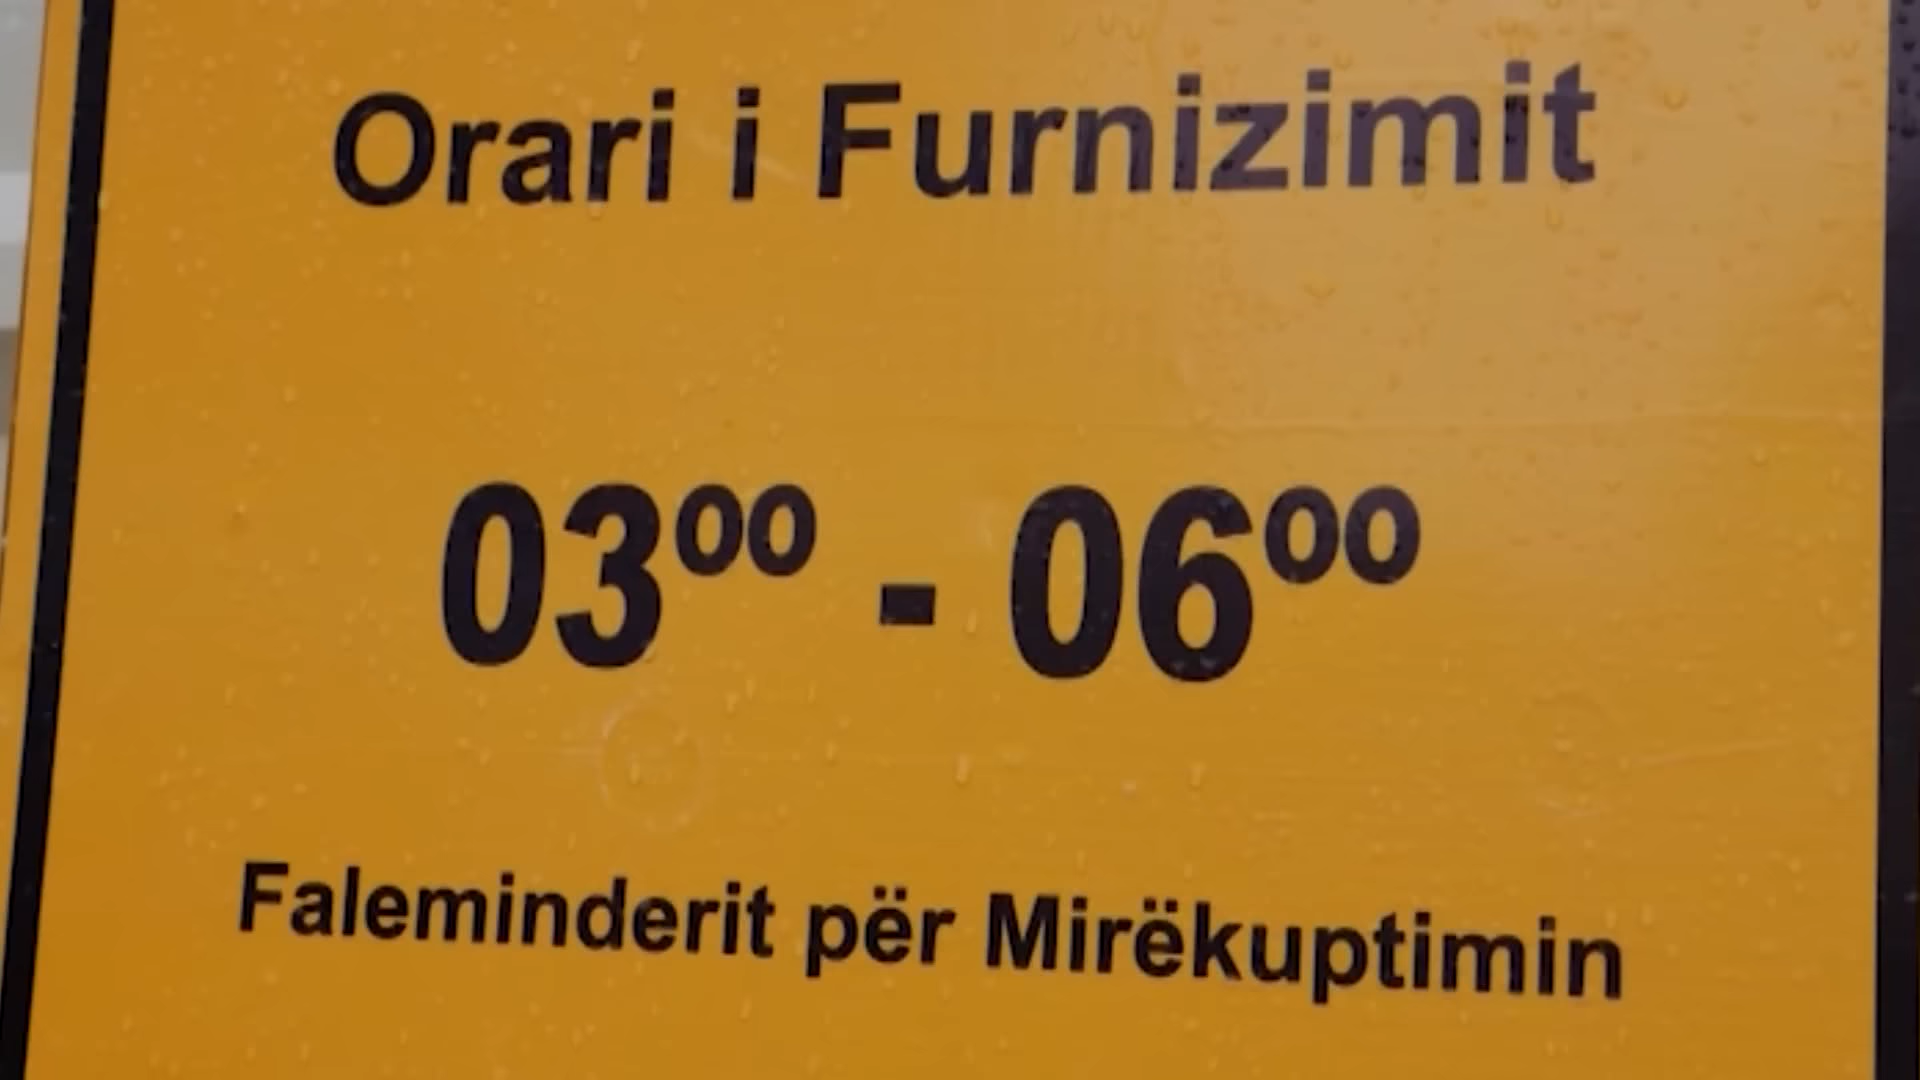 Orari i Furnizimit
03⁰⁰ - 06⁰⁰
Faleminderit për Mirëkuptimin